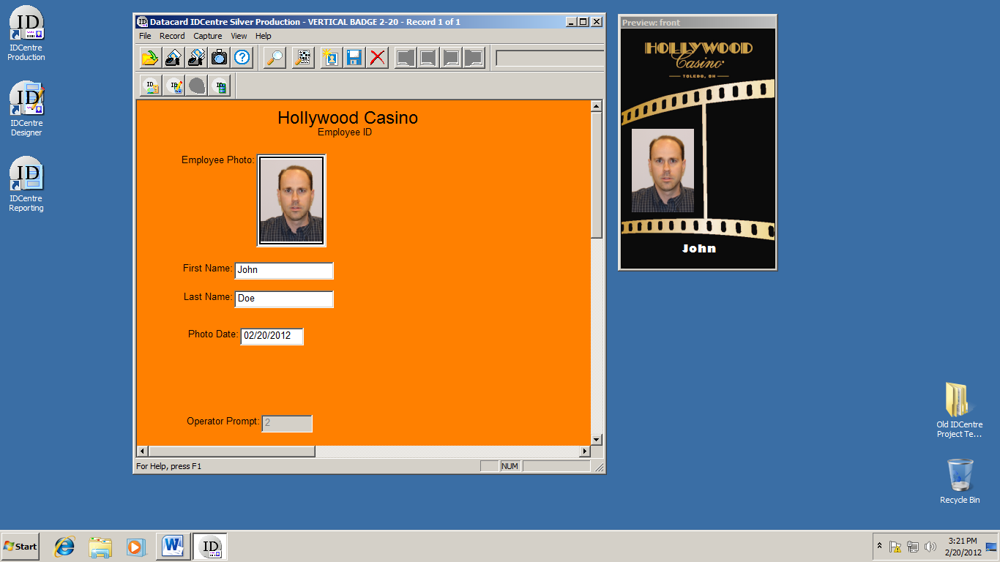 IDCentre
Production
IDCentre
Designer
IDCentre
Reporting
Datacard IDCentre Silver Production - VERTICAL BADGE 2-20 - Record 1 of 1
File Record Capture View Help
Hollywood Casino
Employee ID
Employee Photo:
First Name: John
Last Name: Doe
Photo Date: 02/20/2012
Operator Prompt: 2
For Help, press F1
NUM
Preview: front
HOLLYWOOD
Casino
TOLEDO, OH
John
Old IDCentre
Project Te...
Recycle Bin
Start
ID
3:21 PM
2/20/2012